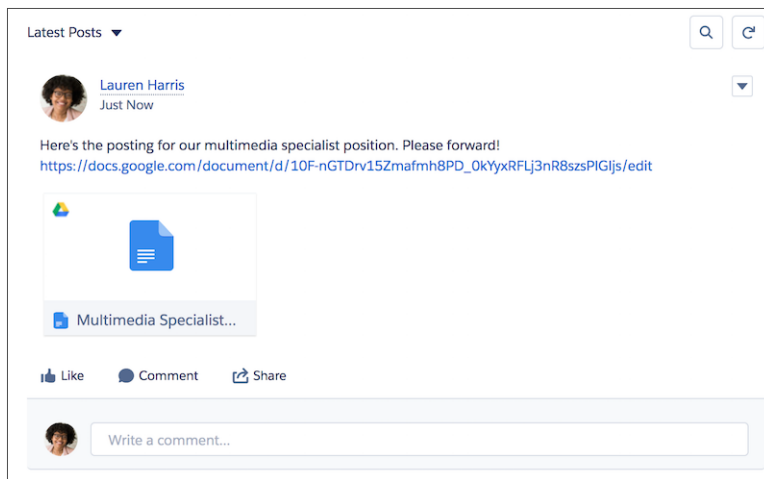 Latest Posts
Lauren Harris
Just Now
Here's the posting for our multimedia specialist position. Please forward!
https://docs.google.com/document/d/10F-nGTDrv15Zmafmh8PD_0kYyxRFLj3nR8szsPlGljs/edit
Multimedia Specialist...
Like Comment Share
Write a comment...